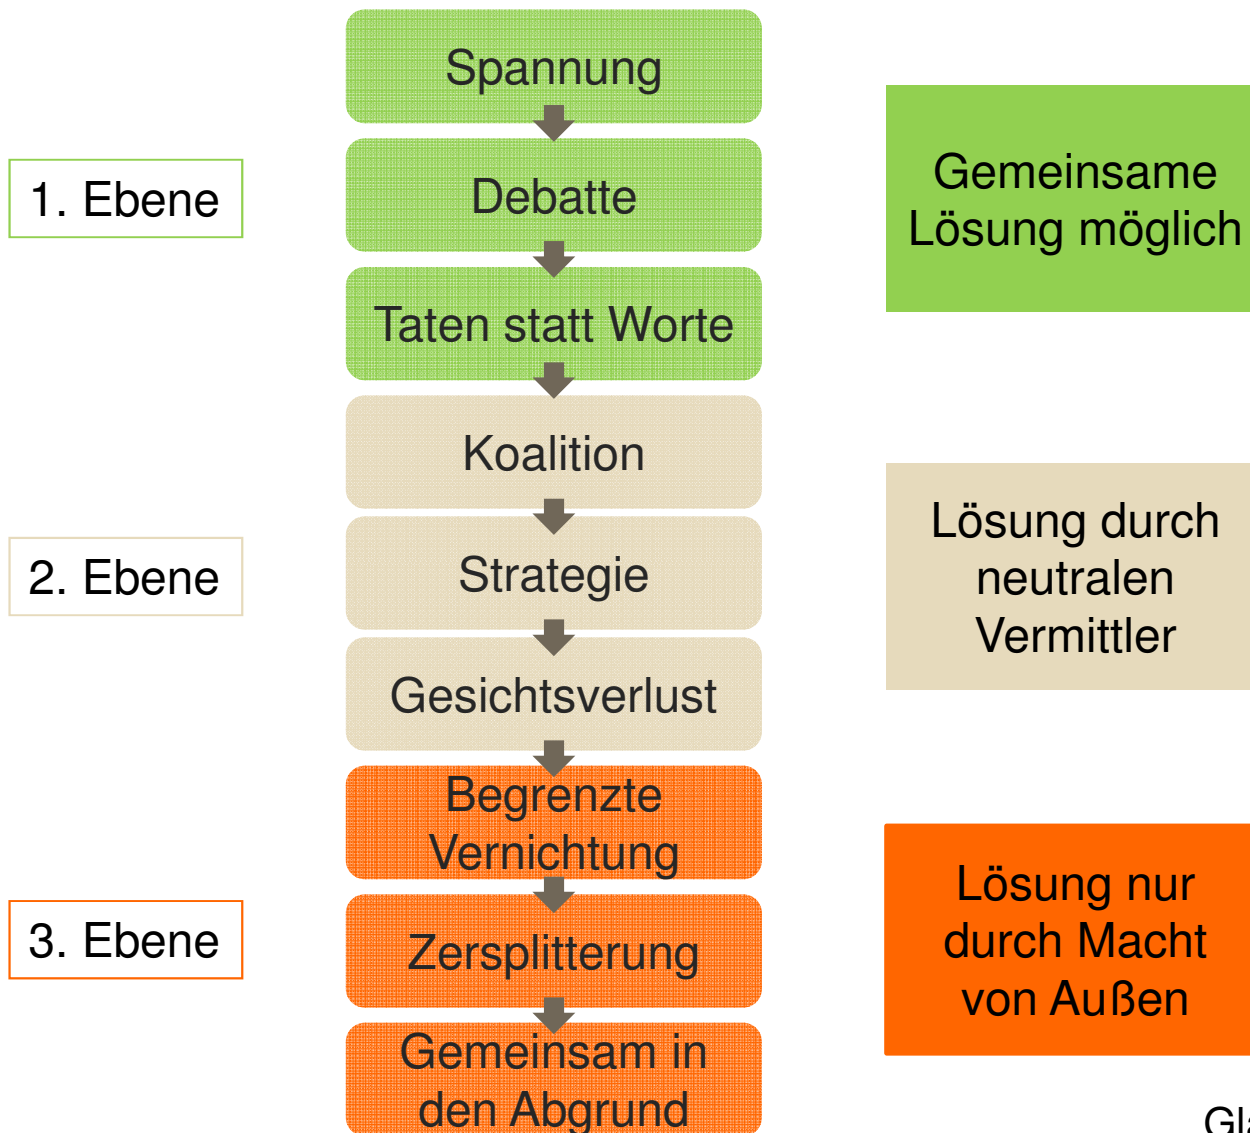 Spannung
1. Ebene
Debatte
Taten statt Worte
Gemeinsame
Lösung möglich
2. Ebene
Koalition
Strategie
Gesichtsverlust
Lösung durch
neutralen
Vermittler
3. Ebene
Begrenzte
Vernichtung
Zersplitterung
Gemeinsam in
den Abgrund
Lösung nur
durch Macht
von Außen